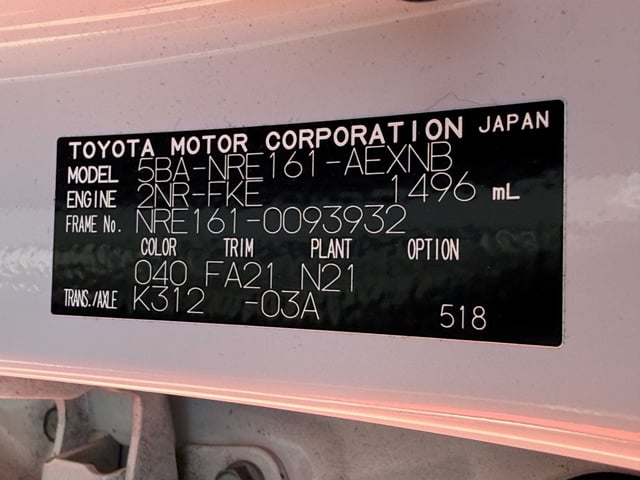 TOYOTA MOTOR CORPORATION JAPAN
MODEL 5BA-NRE161-AEXNB
ENGINE 2NR-FKE 1496 mL
FRAME No. NRE161-0093932
COLOR TRIM PLANT OPTION
040 FA21 N21
TRANS./AXLE K312 -03A
518